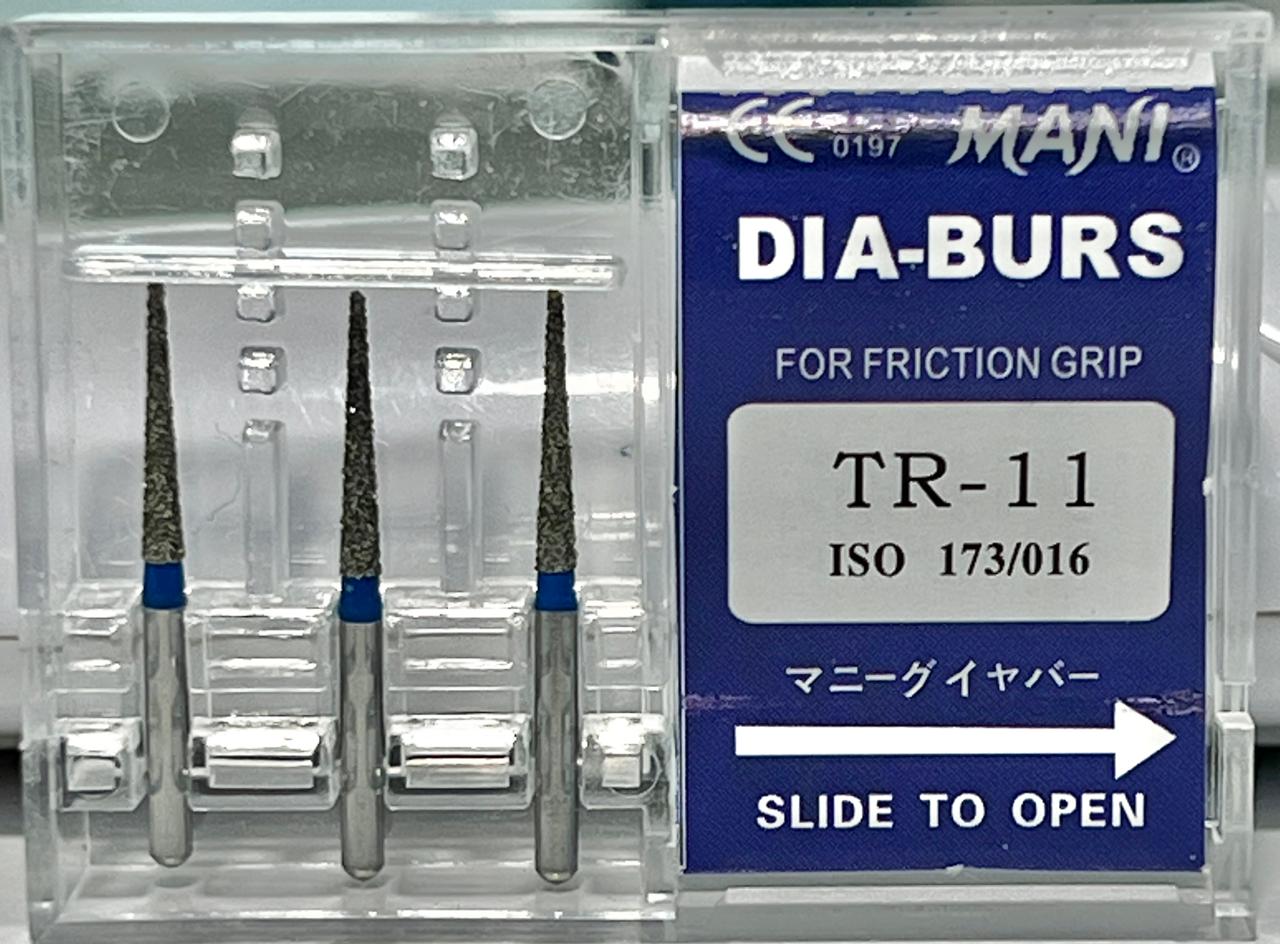 CE 0197 MANI®
DIA-BURS
FOR FRICTION GRIP
TR-11
ISO 173/016
マニーグイヤバー
SLIDE TO OPEN